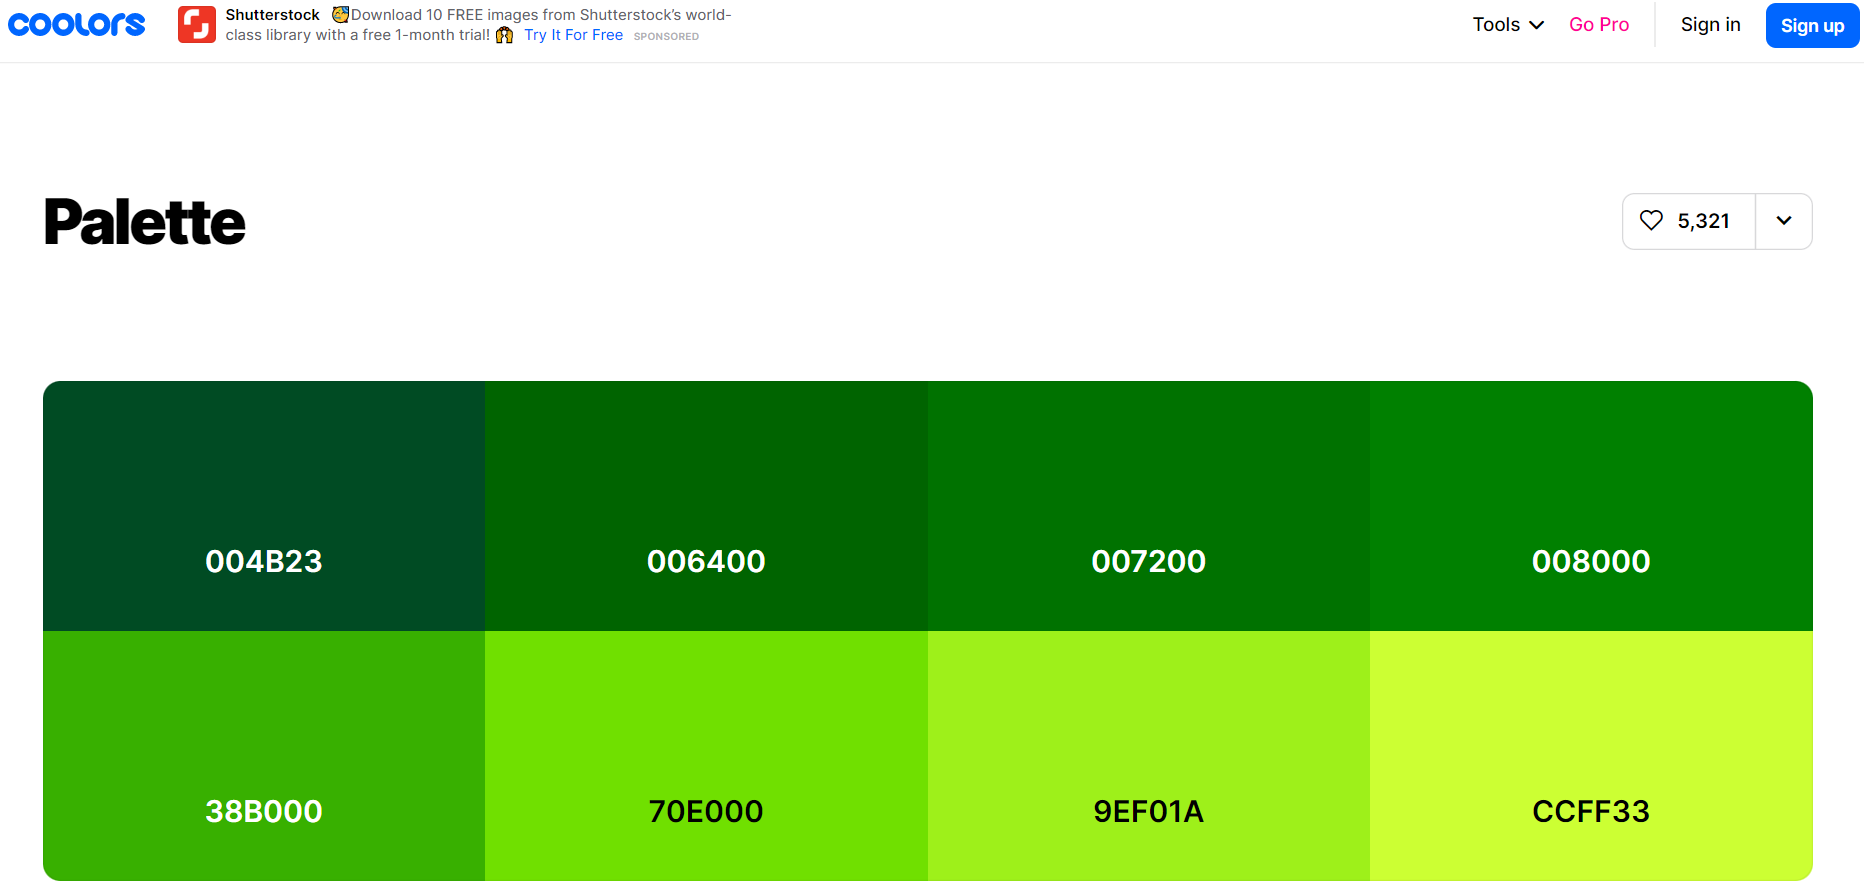 coolors
Shutterstock 🥳Download 10 FREE images from Shutterstock’s world-
class library with a free 1-month trial! 🙌 Try It For Free SPONSORED
Tools Go Pro Sign in Sign up
Palette
5,321
004B23 006400 007200 008000
38B000 70E000 9EF01A CCFF33